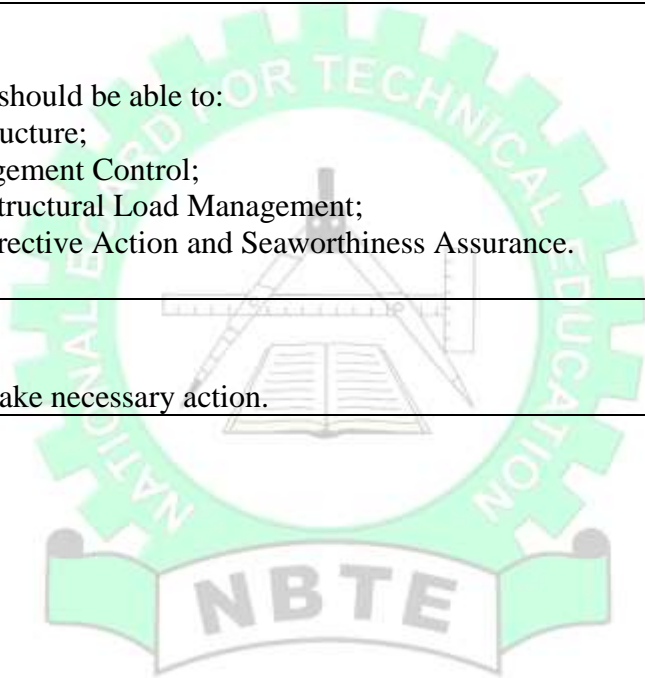 should be able to:
ucture;
gement Control;
tructural Load Management;
rective Action and Seaworthiness Assurance.
ake necessary action.
NATIONAL BOARD FOR TECHNICAL EDUCATION
NBTE